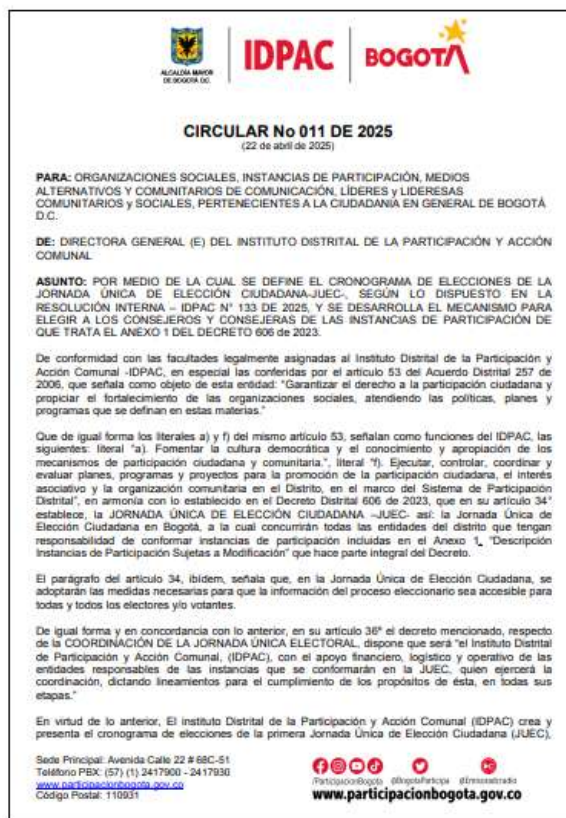 ALCALDÍA MAYOR
DE BOGOTÁ D.C.
IDPAC
BOGOTÁ
CIRCULAR No 011 DE 2025
(22 de abril de 2025)
PARA: ORGANIZACIONES SOCIALES, INSTANCIAS DE PARTICIPACIÓN, MEDIOS
ALTERNATIVOS Y COMUNITARIOS DE COMUNICACIÓN, LÍDERES y LIDERESAS
COMUNITARIOS y SOCIALES, PERTENECIENTES A LA CIUDADANÍA EN GENERAL DE BOGOTÁ
D.C.
DE: DIRECTORA GENERAL (E) DEL INSTITUTO DISTRITAL DE LA PARTICIPACIÓN Y ACCIÓN
COMUNAL
ASUNTO: POR MEDIO DE LA CUAL SE DEFINE EL CRONOGRAMA DE ELECCIONES DE LA
JORNADA ÚNICA DE ELECCIÓN CIUDADANA-JUEC-, SEGÚN LO DISPUESTO EN LA
RESOLUCIÓN INTERNA – IDPAC N° 133 DE 2025, Y SE DESARROLLA EL MECANISMO PARA
ELEGIR A LOS CONSEJEROS Y CONSEJERAS DE LAS INSTANCIAS DE PARTICIPACIÓN DE
QUE TRATA EL ANEXO 1 DEL DECRETO 606 de 2023.
De conformidad con las facultades legalmente asignadas al Instituto Distrital de la Participación y
Acción Comunal -IDPAC, en especial las conferidas por el artículo 53 del Acuerdo Distrital 257 de
2006, que señala como objeto de esta entidad: "Garantizar el derecho a la participación ciudadana y
propiciar el fortalecimiento de las organizaciones sociales, atendiendo las políticas, planes y
programas que se definan en estas materias."
Que de igual forma los literales a) y f) del mismo artículo 53, señalan como funciones del IDPAC, las
siguientes: literal "a). Fomentar la cultura democrática y el conocimiento y apropiación de los
mecanismos de participación ciudadana y comunitaria.", literal "f). Ejecutar, controlar, coordinar y
evaluar planes, programas y proyectos para la promoción de la participación ciudadana, el interés
asociativo y la organización comunitaria en el Distrito, en el marco del Sistema de Participación
Distrital", en armonía con lo establecido en el Decreto Distrital 606 de 2023, que en su artículo 34°
establece, la JORNADA ÚNICA DE ELECCIÓN CIUDADANA –JUEC- así: la Jornada Única de
Elección Ciudadana en Bogotá, a la cual concurrirán todas las entidades del distrito que tengan
responsabilidad de conformar instancias de participación incluidas en el Anexo 1, "Descripción
Instancias de Participación Sujetas a Modificación" que hace parte integral del Decreto.
El parágrafo del artículo 34, ibídem, señala que, en la Jornada Única de Elección Ciudadana, se
adoptarán las medidas necesarias para que la información del proceso eleccionario sea accesible para
todas y todos los electores y/o votantes.
De igual forma y en concordancia con lo anterior, en su artículo 36° el decreto mencionado, respecto
de la COORDINACIÓN DE LA JORNADA ÚNICA ELECTORAL, dispone que será "el Instituto Distrital
de Participación y Acción Comunal, (IDPAC), con el apoyo financiero, logístico y operativo de las
entidades responsables de las instancias que se conformarán en la JUEC, quien ejercerá la
coordinación, dictando lineamientos para el cumplimiento de los propósitos de ésta, en todas sus
etapas."
En virtud de lo anterior, El instituto Distrital de la Participación y Acción Comunal (IDPAC) crea y
presenta el cronograma de elecciones de la primera Jornada Única de Elección Ciudadana (JUEC),
Sede Principal: Avenida Calle 22 # 68C-51
Teléfono PBX: (57) (1) 2417900 - 2417930
www.participacionbogota.gov.co
Código Postal: 110931
/ParticipacionBogota @BogotaParticipa
www.participacionbogota.gov.co